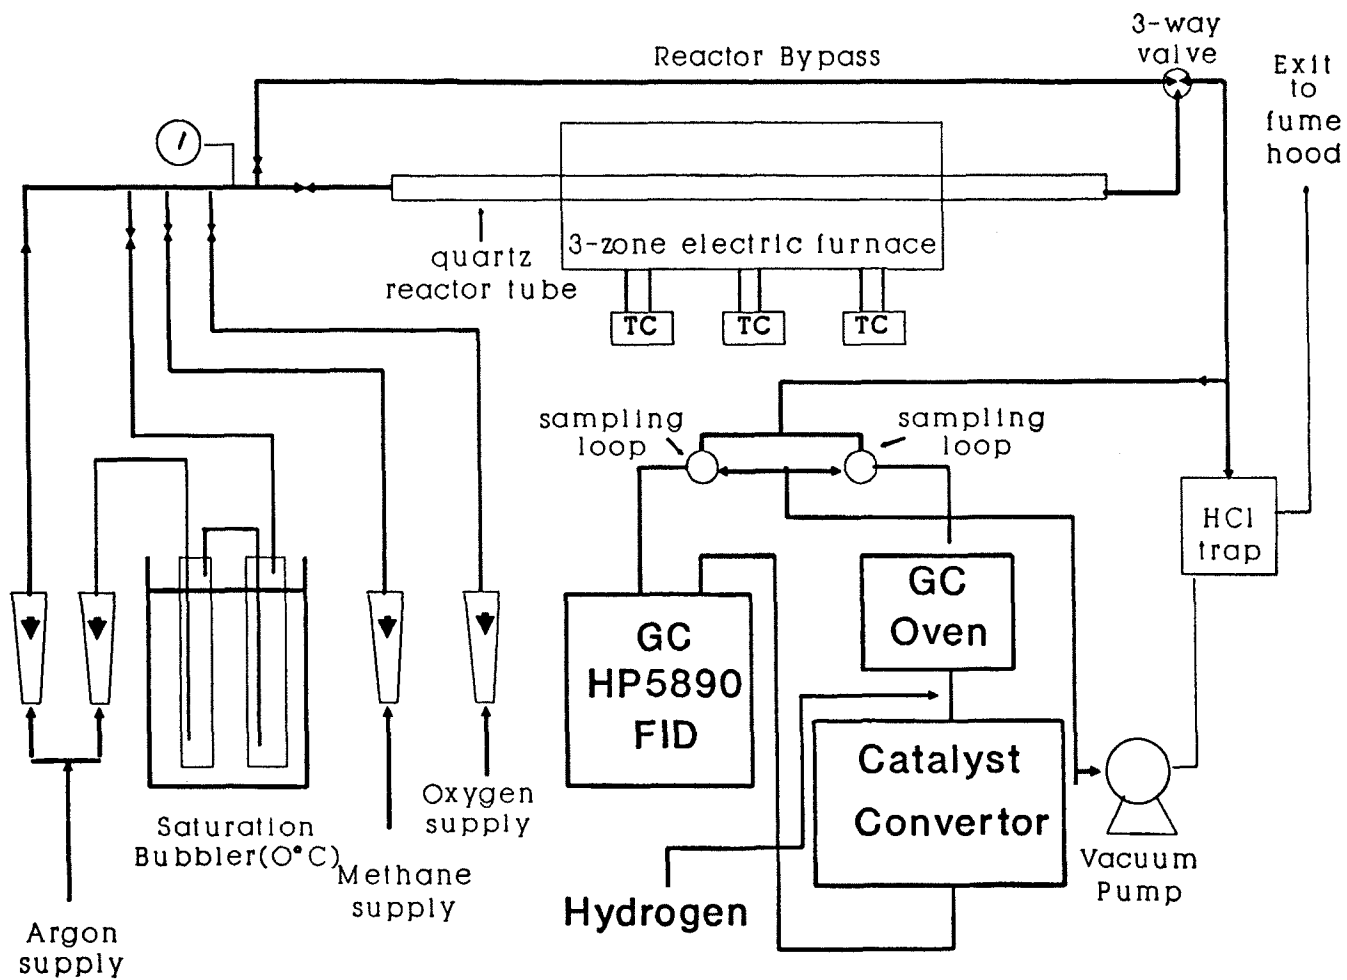 3-way
valve
Reactor Bypass
Exit
to
fume
hood
3-zone electric furnace
quartz
reactor tube
TC
TC
TC
sampling
loop
sampling
loop
HCl
trap
GC
HP5890
FID
GC
Oven
Catalyst
Convertor
Oxygen
supply
Saturation
Bubbler(0°C)
Methane
supply
Hydrogen
Vacuum
Pump
Argon
supply